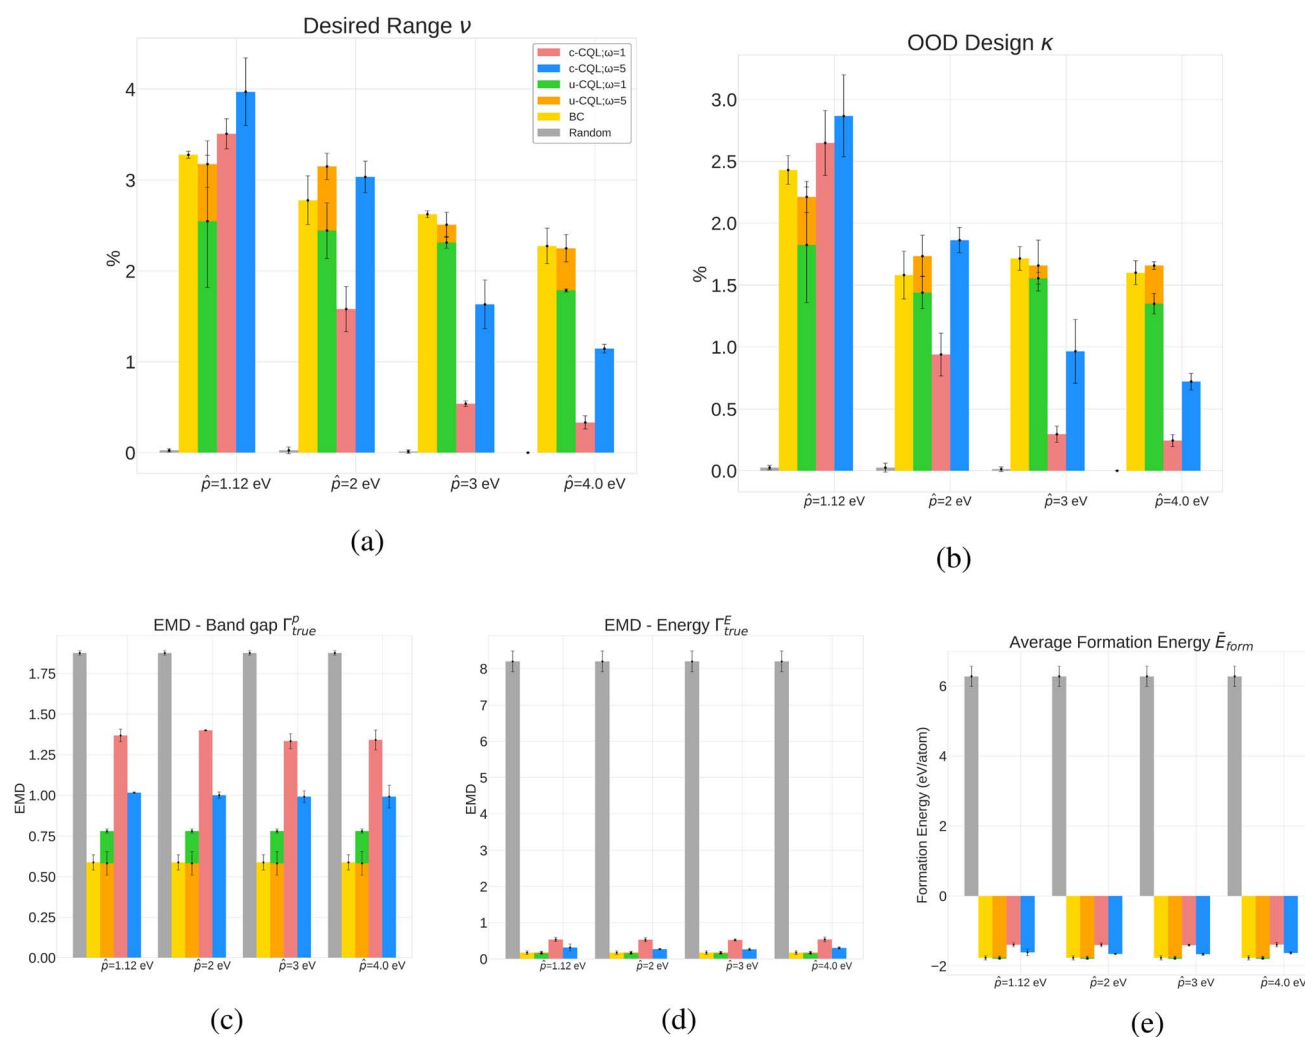 Desired Range ν
%
4
3
2
1
0
c-CQL;ω=1
c-CQL;ω=5
u-CQL;ω=1
u-CQL;ω=5
BC
Random
p̂=1.12 eV p̂=2 eV p̂=3 eV p̂=4.0 eV
(a)
OOD Design κ
%
3.0
2.5
2.0
1.5
1.0
0.5
0.0
p̂=1.12 eV p̂=2 eV p̂=3 eV p̂=4.0 eV
(b)
EMD - Band gap Γ^p_true
EMD
1.75
1.50
1.25
1.00
0.75
0.50
0.25
0.00
p̂=1.12 eV p̂=2 eV p̂=3 eV p̂=4.0 eV
(c)
EMD - Energy Γ^E_true
EMD
8
7
6
5
4
3
2
1
0
p̂=1.12 eV p̂=2 eV p̂=3 eV p̂=4.0 eV
(d)
Average Formation Energy Ē_form
Formation Energy (eV/atom)
6
4
2
0
−2
p̂=1.12 eV p̂=2 eV p̂=3 eV p̂=4.0 eV
(e)